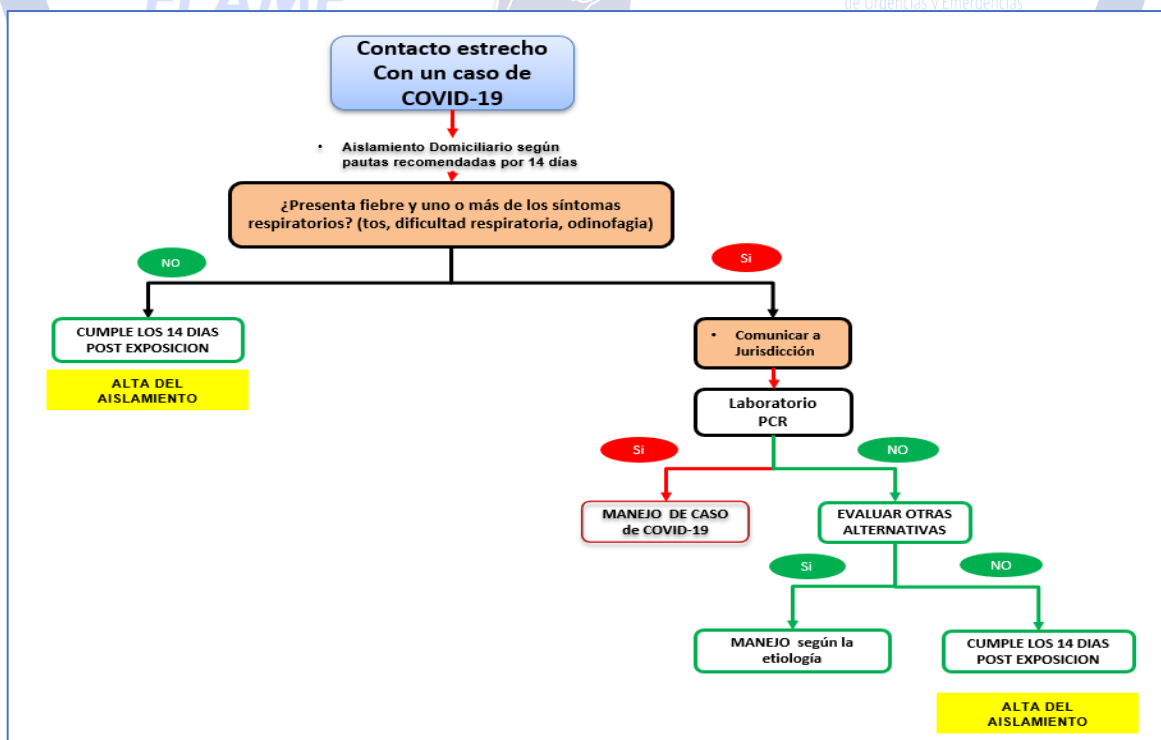 FLAME
de Urgencias y Emergencias
Contacto estrecho
Con un caso de
COVID-19
• Aislamiento Domiciliario según
pautas recomendadas por 14 días
¿Presenta fiebre y uno o más de los síntomas
respiratorios? (tos, dificultad respiratoria, odinofagia)
NO
Si
CUMPLE LOS 14 DIAS
POST EXPOSICION
ALTA DEL
AISLAMIENTO
• Comunicar a
Jurisdicción
Laboratorio
PCR
Si
NO
MANEJO DE CASO
de COVID-19
EVALUAR OTRAS
ALTERNATIVAS
Si
NO
MANEJO según la
etiología
CUMPLE LOS 14 DIAS
POST EXPOSICION
ALTA DEL
AISLAMIENTO